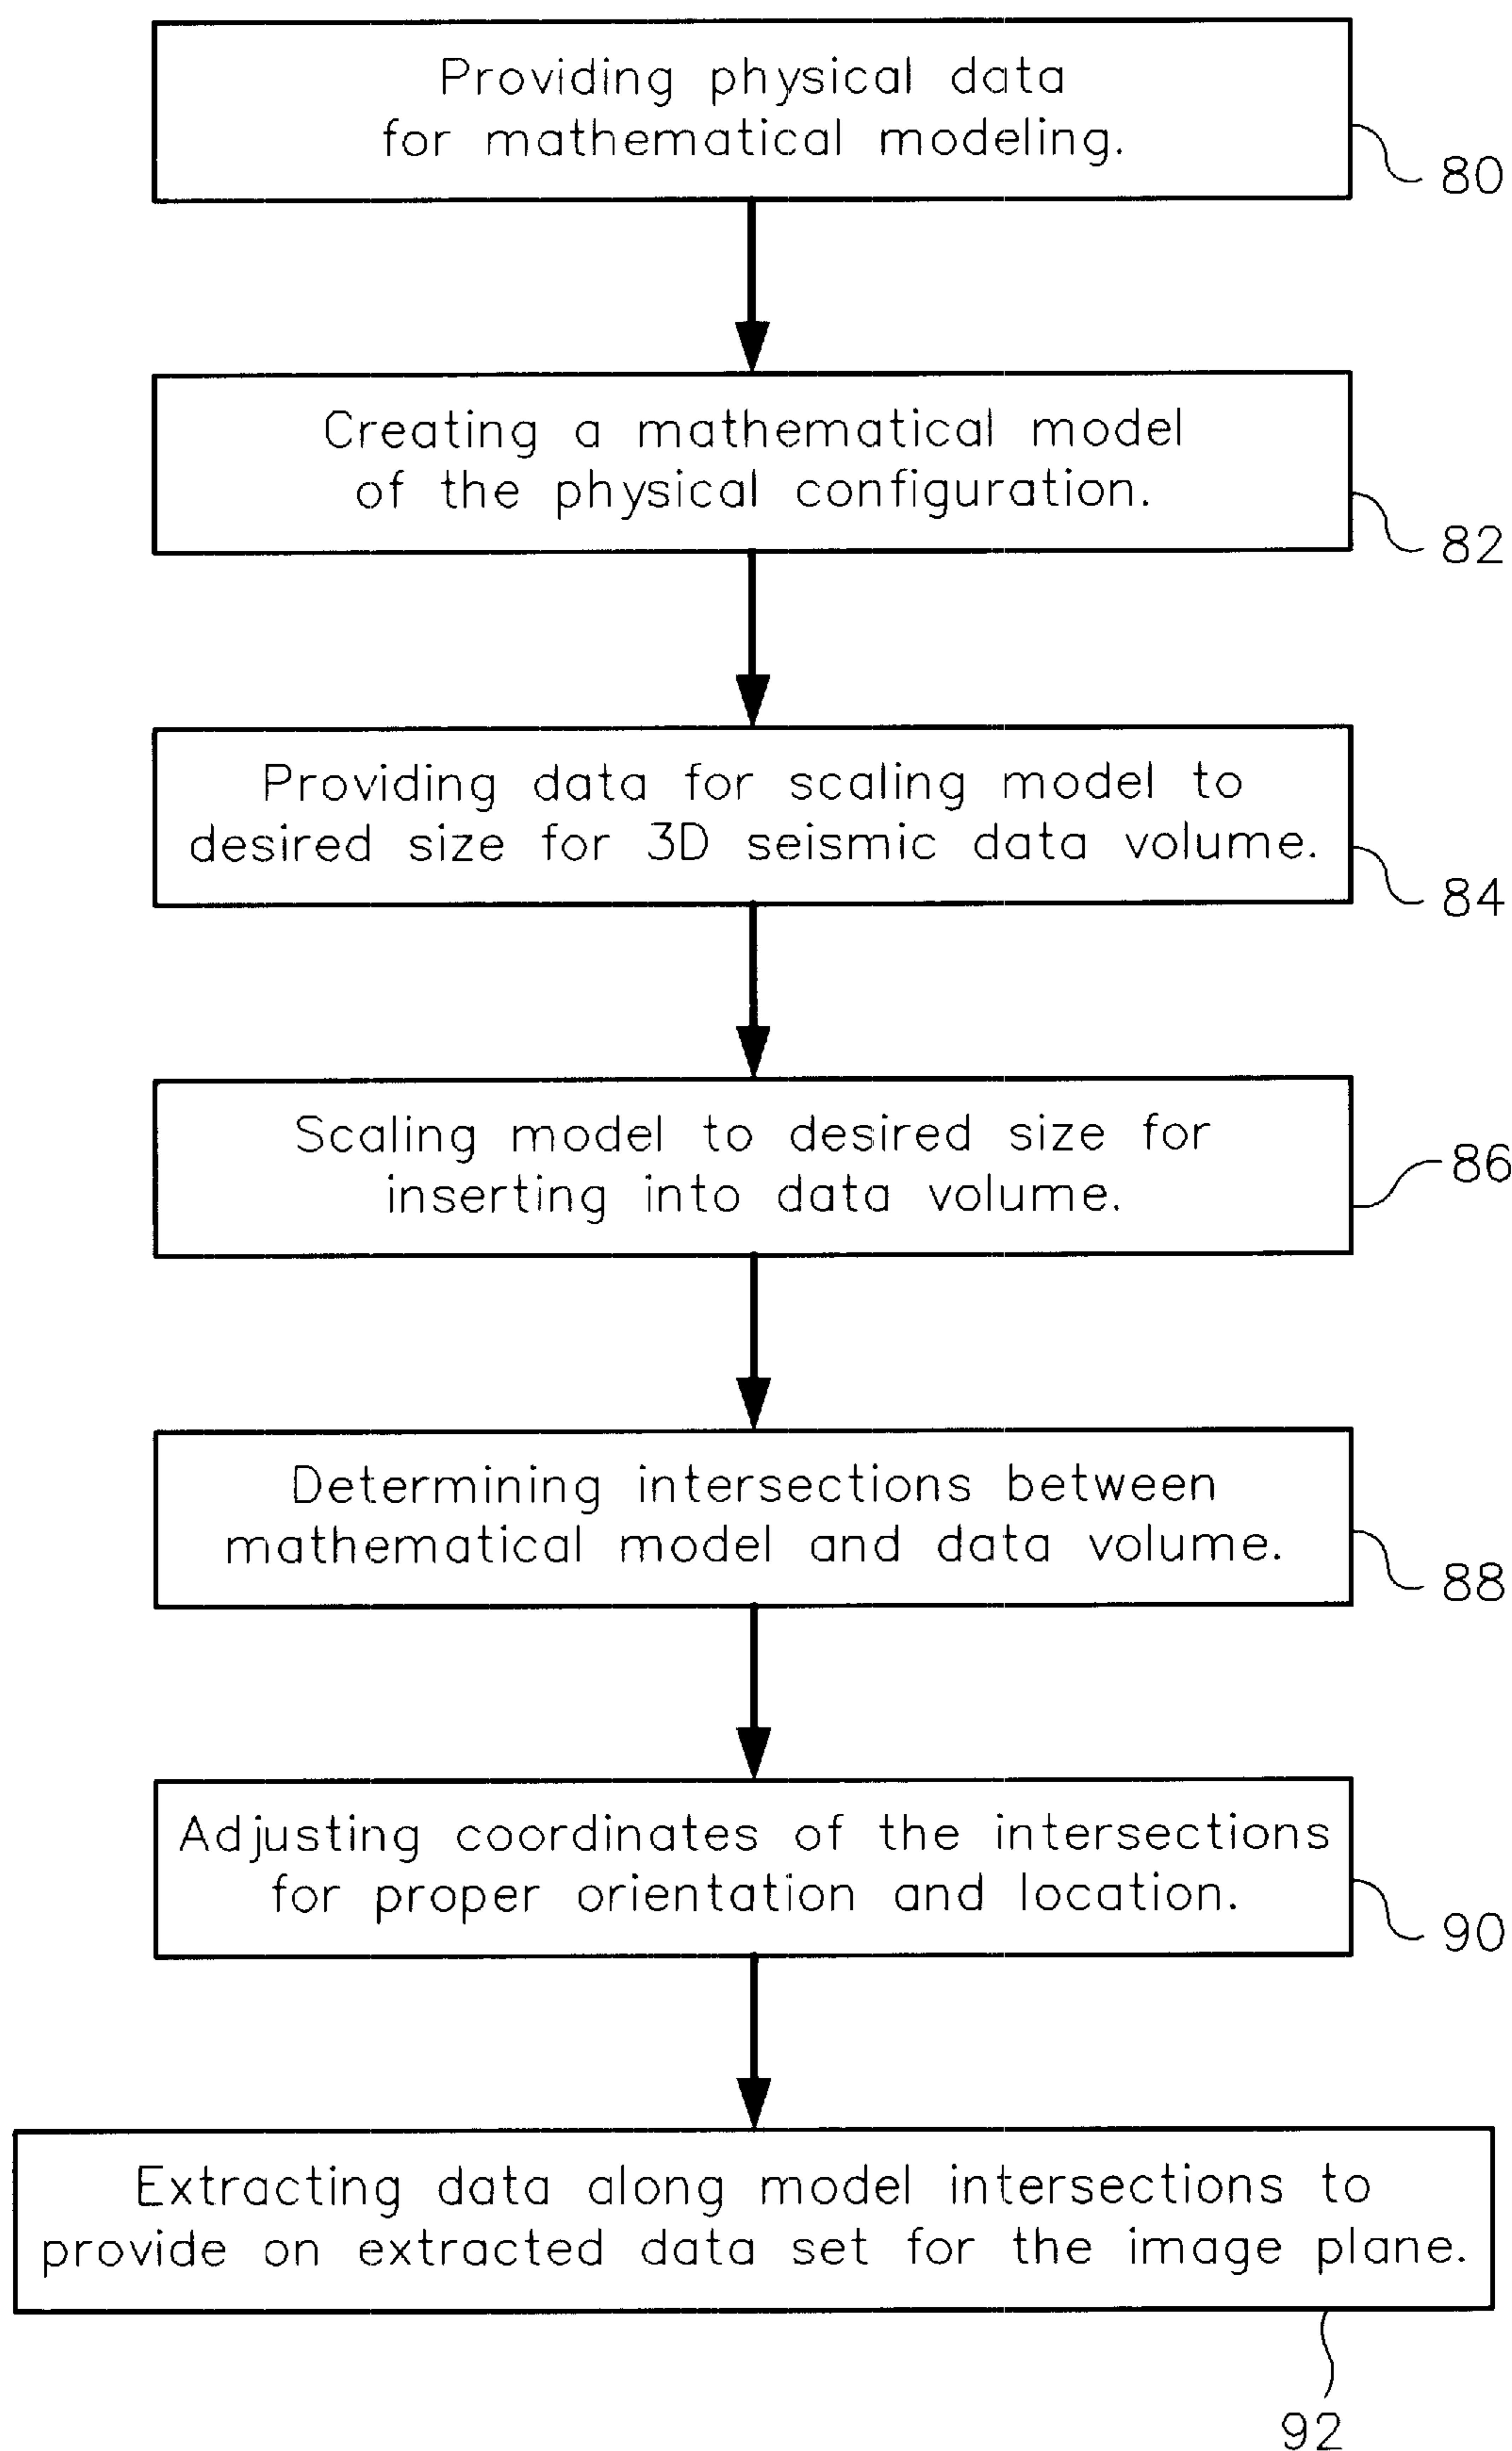 Providing physical data
for mathematical modeling.
80
Creating a mathematical model
of the physical configuration.
82
Providing data for scaling model to
desired size for 3D seismic data volume.
84
Scaling model to desired size for
inserting into data volume.
86
Determining intersections between
mathematical model and data volume.
88
Adjusting coordinates of the intersections
for proper orientation and location.
90
Extracting data along model intersections to
provide on extracted data set for the image plane.
92